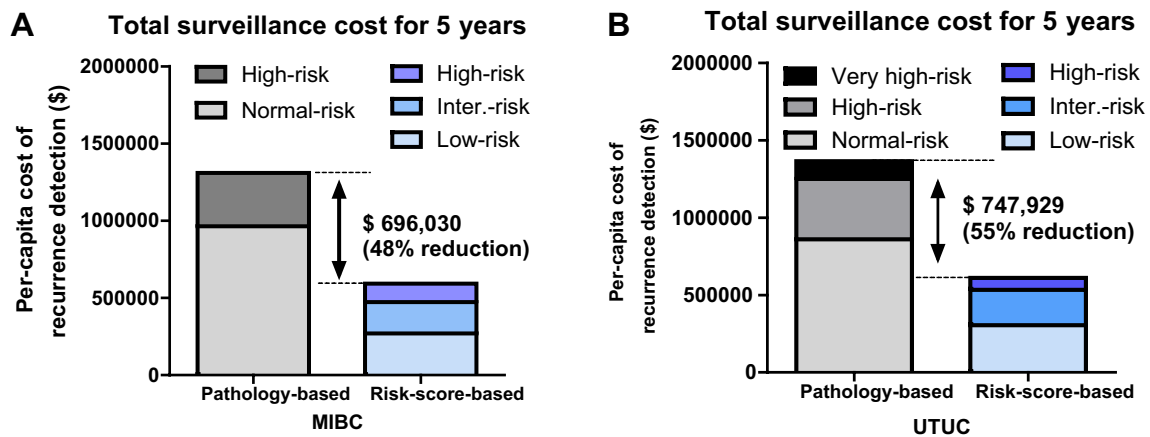 A
Total surveillance cost for 5 years
Per-capita cost of
recurrence detection ($)
2000000
1500000
1000000
500000
0
High-risk
Normal-risk
High-risk
Inter.-risk
Low-risk
$ 696,030
(48% reduction)
Pathology-based
Risk-score-based
MIBC
B
Total surveillance cost for 5 years
Per-capita cost of
recurrence detection ($)
2000000
1500000
1000000
500000
0
Very high-risk
High-risk
Normal-risk
High-risk
Inter.-risk
Low-risk
$ 747,929
(55% reduction)
Pathology-based
Risk-score-based
UTUC